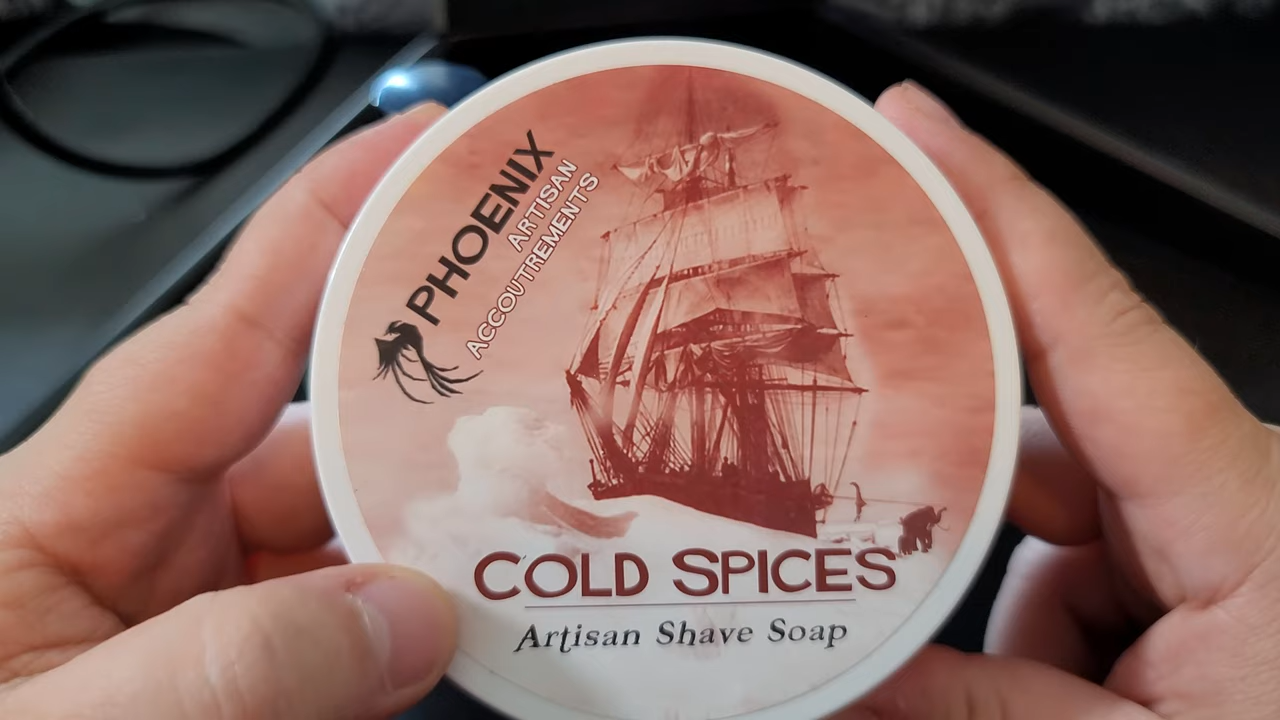 PHOENIX
ARTISAN
ACCOUTREMENTS
COLD SPICES
Artisan Shave Soap